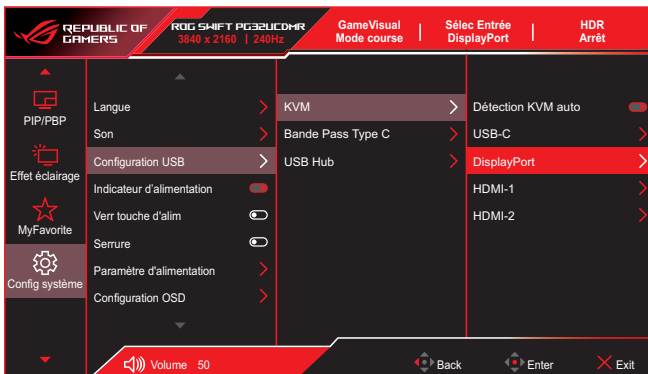 REPUBLIC OF
GAMERS
ROG SWIFT PG32UCDMR
3840 x 2160 | 240Hz
GameVisual
Mode course
Sélec Entrée
DisplayPort
HDR
Arrêt
PIP/PBP
Effet éclairage
MyFavorite
Config système
Langue
Son
Configuration USB
Indicateur d'alimentation
Verr touche d'alim
Serrure
Paramètre d'alimentation
Configuration OSD
KVM
Bande Pass Type C
USB Hub
Détection KVM auto
USB-C
DisplayPort
HDMI-1
HDMI-2
Volume 50
Back
Enter
Exit